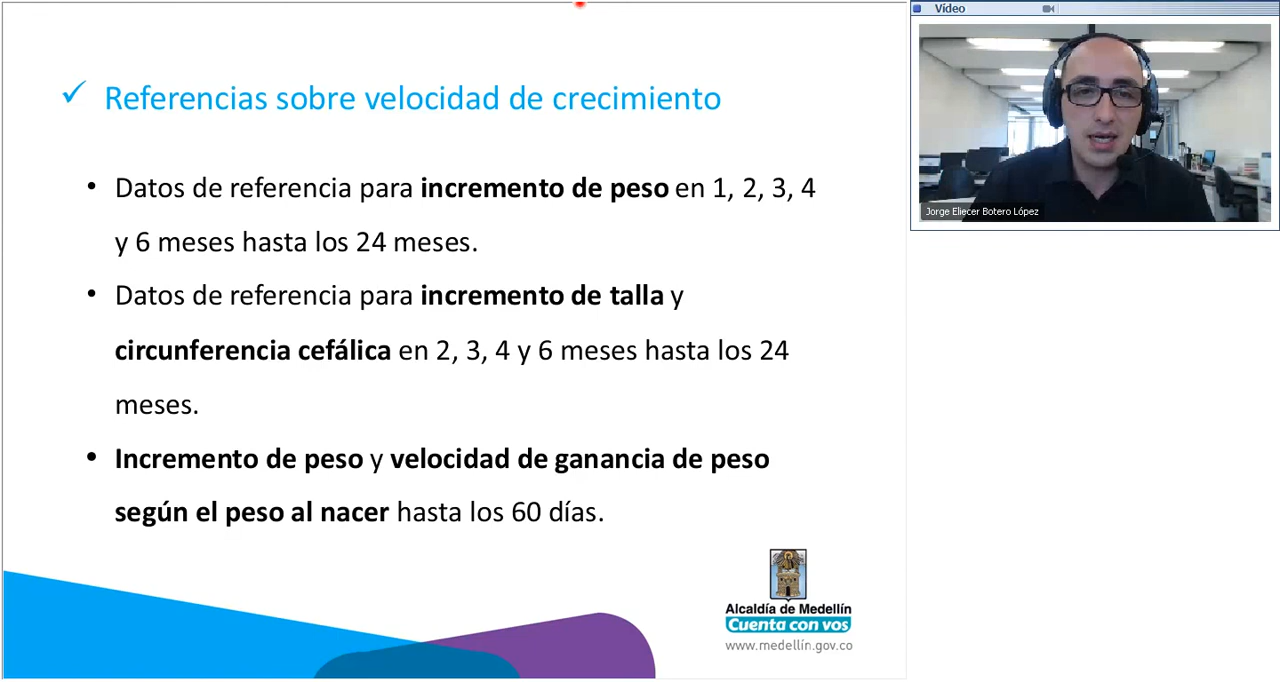 ✓ Referencias sobre velocidad de crecimiento
• Datos de referencia para incremento de peso en 1, 2, 3, 4
y 6 meses hasta los 24 meses.
• Datos de referencia para incremento de talla y
circunferencia cefálica en 2, 3, 4 y 6 meses hasta los 24
meses.
• Incremento de peso y velocidad de ganancia de peso
según el peso al nacer hasta los 60 días.
Alcaldía de Medellín
Cuenta con vos
www.medellín.gov.co
Vídeo
Jorge Eliecer Botero López